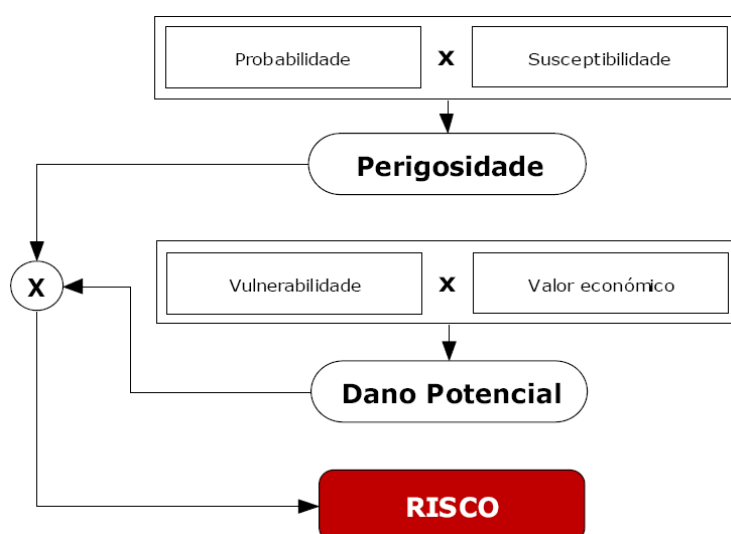 Probabilidade x Susceptibilidade
Perigosidade
X
Vulnerabilidade x Valor económico
Dano Potencial
RISCO